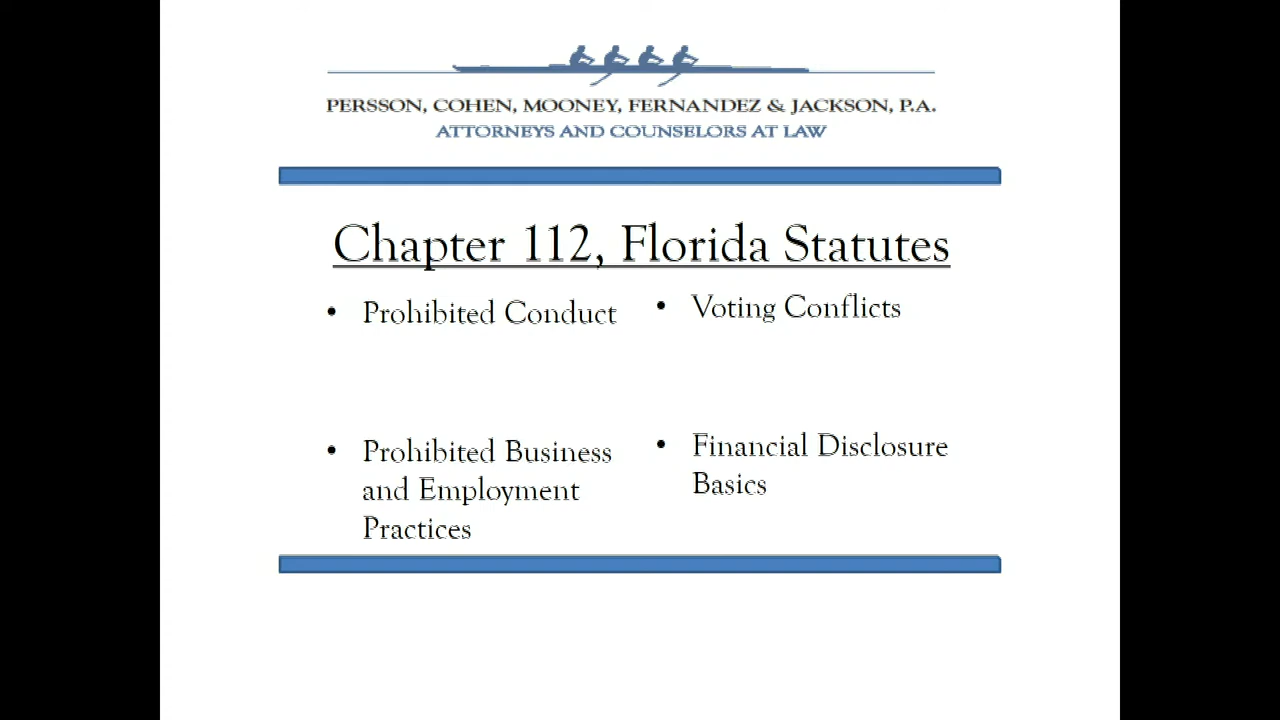 PERSSON, COHEN, MOONEY, FERNANDEZ & JACKSON, P.A.
ATTORNEYS AND COUNSELORS AT LAW
Chapter 112, Florida Statutes
• Prohibited Conduct
• Prohibited Business
and Employment
Practices
• Voting Conflicts
• Financial Disclosure
Basics